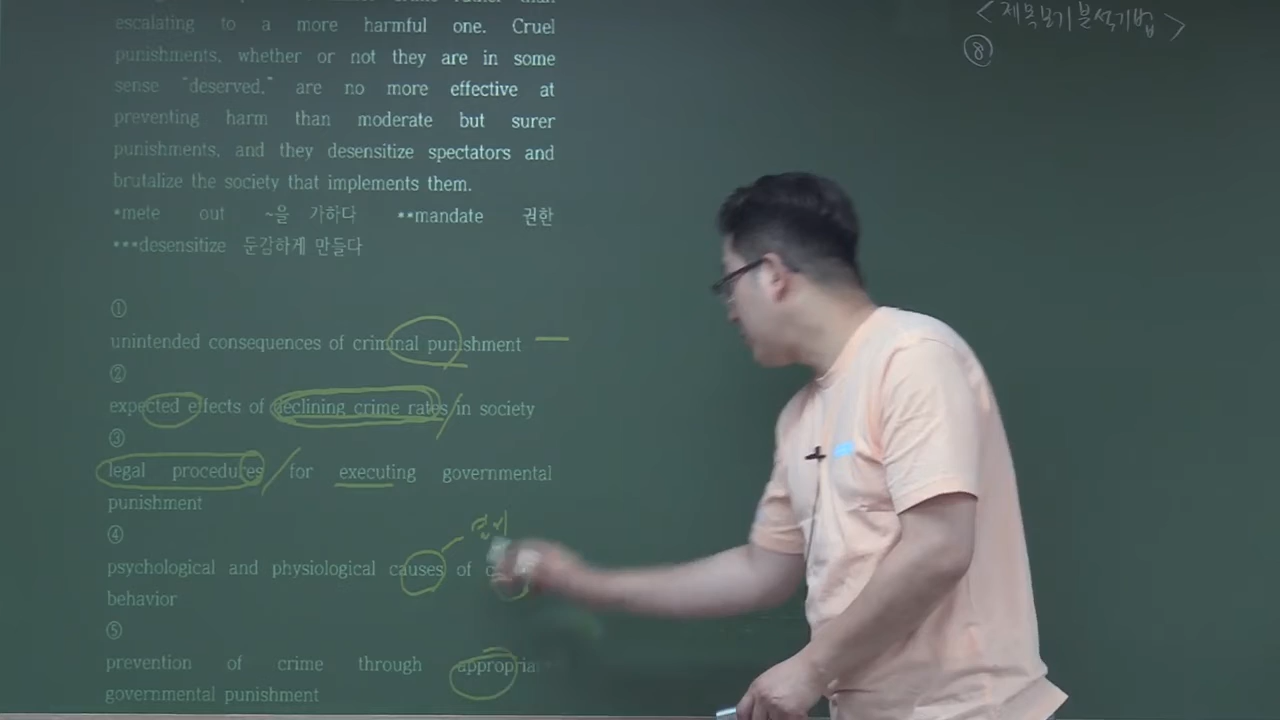 escalating to a more harmful one. Cruel
punishments, whether or not they are in some
sense "deserved," are no more effective at
preventing harm than moderate but surer
punishments, and they desensitize spectators and
brutalize the society that implements them.
*mete out ~을 가하다 **mandate 권한
***desensitize 둔감하게 만들다
①
unintended consequences of criminal punishment
②
expected effects of declining crime rates in society
③
legal procedures for executing governmental
punishment
④
psychological and physiological causes of
behavior
⑤
prevention of crime through
governmental punishment
<제목보기분석기법>
⑧